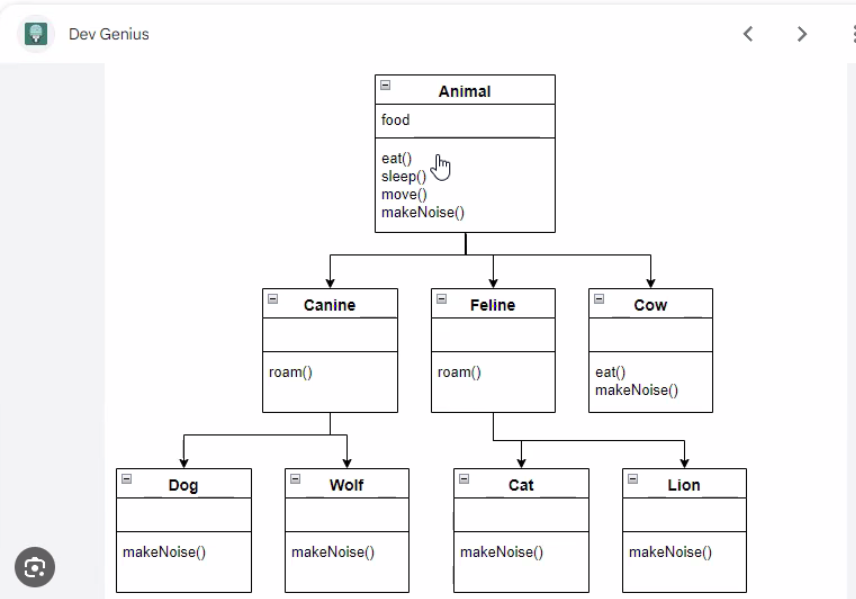 Dev Genius
Animal
food
eat()
sleep()
move()
makeNoise()
Canine
roam()
Feline
roam()
Cow
eat()
makeNoise()
Dog
makeNoise()
Wolf
makeNoise()
Cat
makeNoise()
Lion
makeNoise()